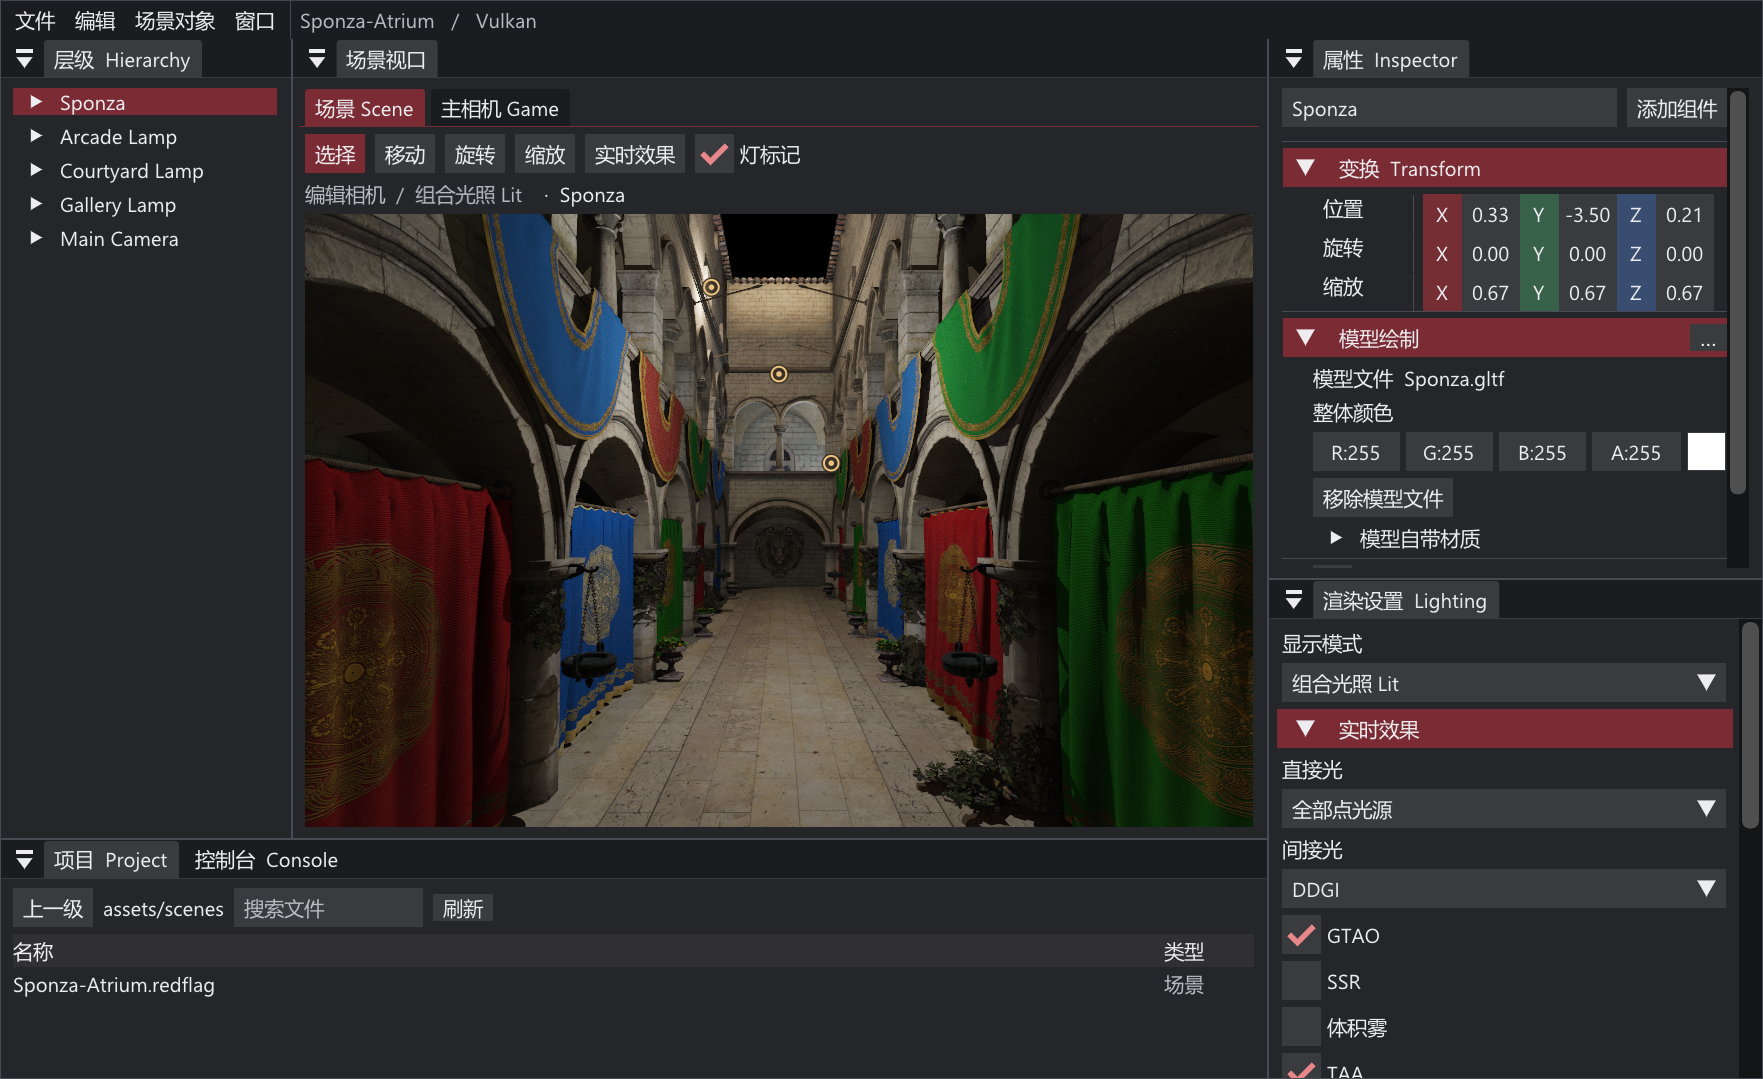 文件 编辑 场景对象 窗口 Sponza-Atrium / Vulkan
层级 Hierarchy
Sponza
Arcade Lamp
Courtyard Lamp
Gallery Lamp
Main Camera
场景视口
场景 Scene 主相机 Game
选择 移动 旋转 缩放 实时效果 灯标记
编辑相机 / 组合光照 Lit · Sponza
属性 Inspector
Sponza 添加组件
变换 Transform
位置 X 0.33 Y -3.50 Z 0.21
旋转 X 0.00 Y 0.00 Z 0.00
缩放 X 0.67 Y 0.67 Z 0.67
模型绘制 ...
模型文件 Sponza.gltf
整体颜色
R:255 G:255 B:255 A:255
移除模型文件
模型自带材质
渲染设置 Lighting
显示模式
组合光照 Lit
实时效果
直接光
全部点光源
间接光
DDGI
GTAO
SSR
体积雾
TAA
项目 Project 控制台 Console
上一级 assets/scenes 搜索文件 刷新
名称 类型
Sponza-Atrium.redflag 场景